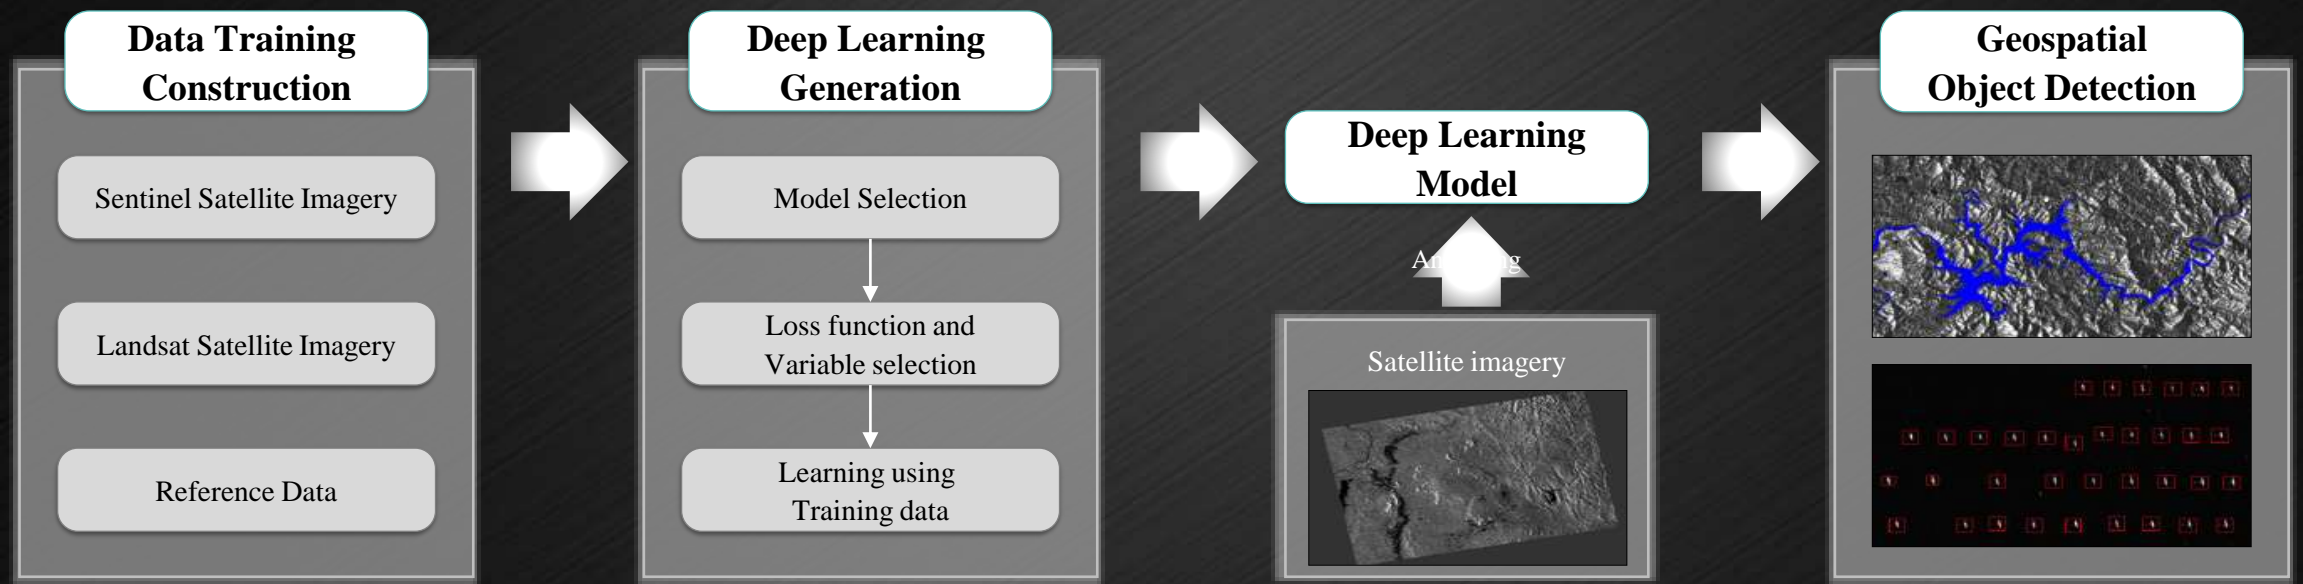 Data Training
Construction
Sentinel Satellite Imagery
Landsat Satellite Imagery
Reference Data
Deep Learning
Generation
Model Selection
Loss function and
Variable selection
Learning using
Training data
Deep Learning
Model
Satellite imagery
Geospatial
Object Detection